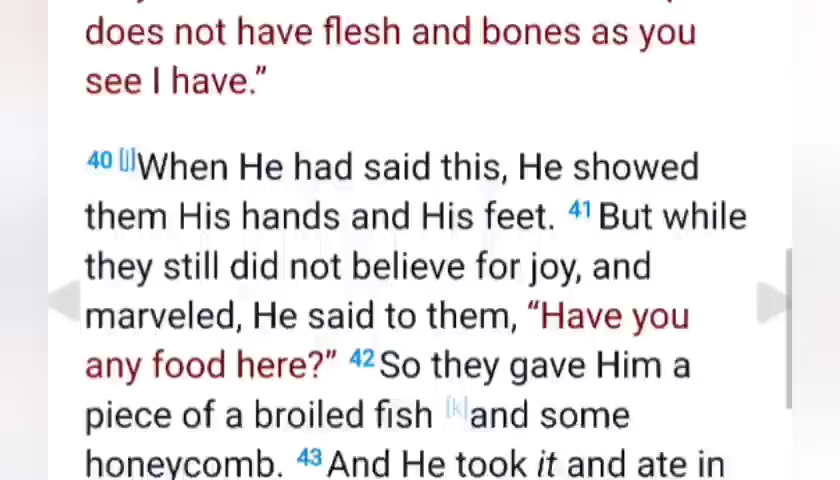 does not have flesh and bones as you
see I have.”
40 [j]When He had said this, He showed
them His hands and His feet. 41 But while
they still did not believe for joy, and
marveled, He said to them, “Have you
any food here?” 42 So they gave Him a
piece of a broiled fish [k]and some
honeycomb. 43 And He took it and ate in